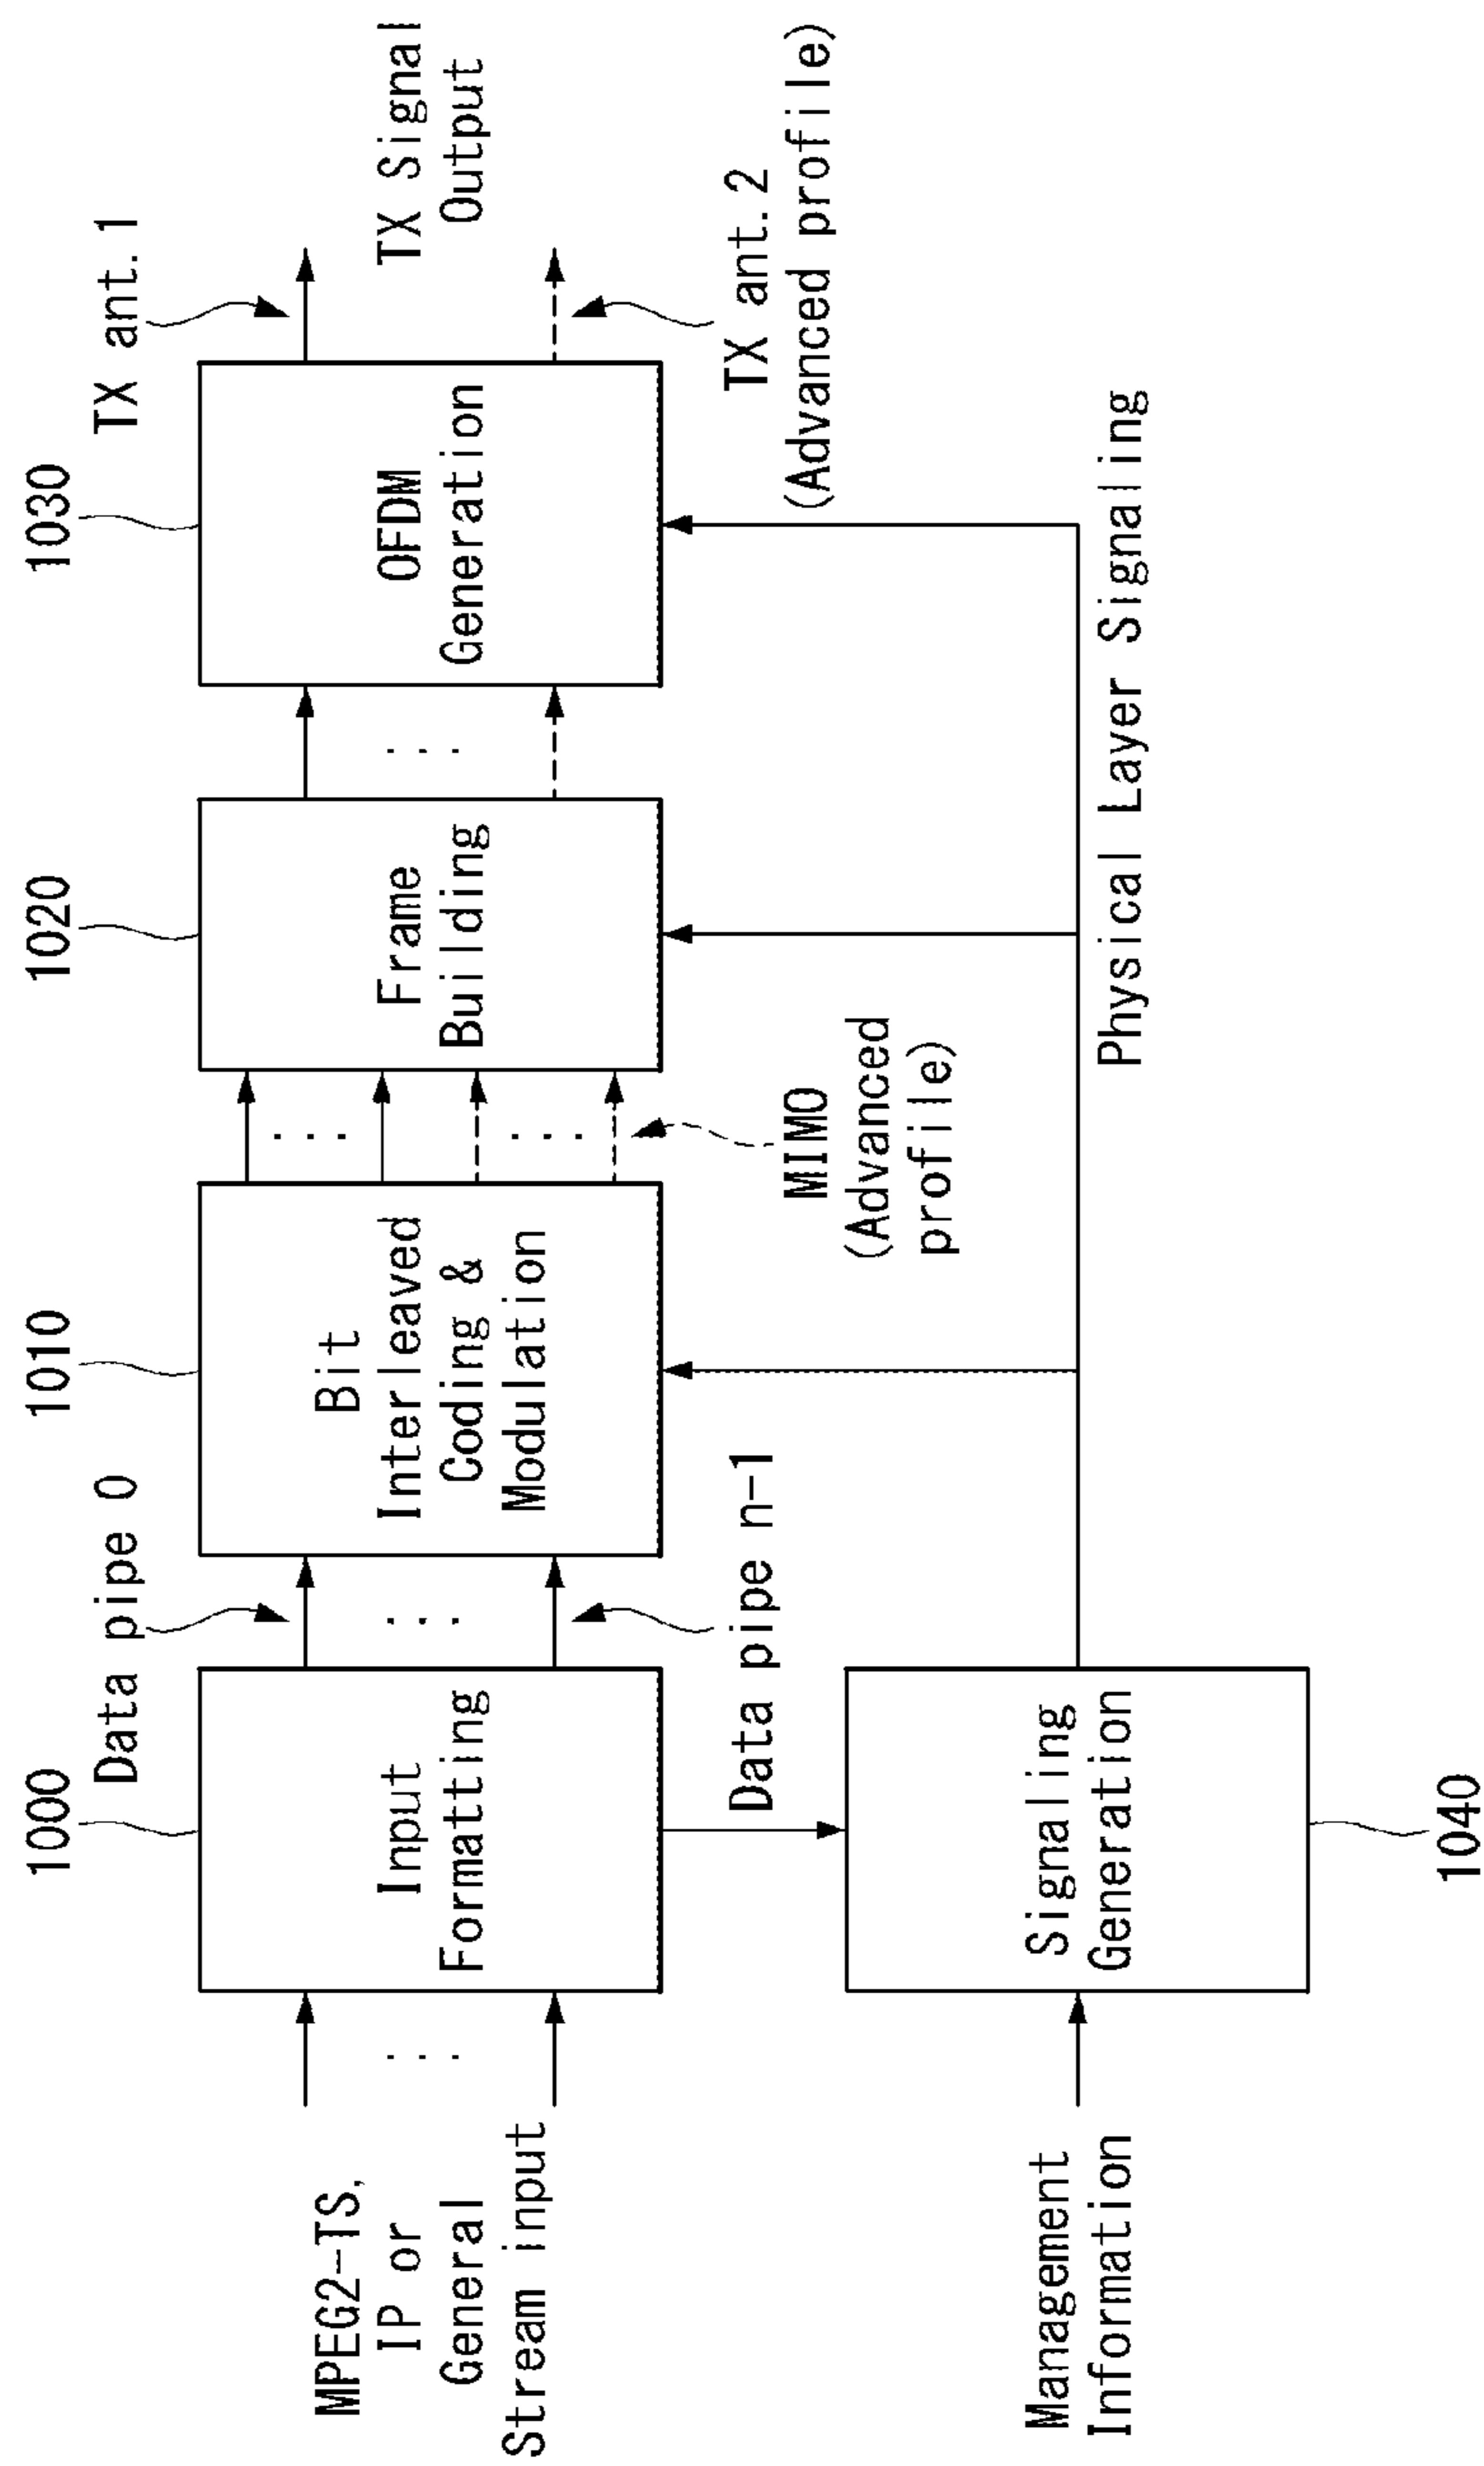 1000
1010
1020
1030
Data pipe 0
TX ant.1
MPEG2-TS,
IP or
General
Stream input
Input
Formatting
Bit
Interleaved
Coding &
Modulation
Frame
Building
OFDM
Generation
TX Signal
Output
Data pipe n-1
MIMO
(Advanced
profile)
TX ant.2
(Advanced profile)
Management
Information
Signaling
Generation
Physical Layer Signaling
1040